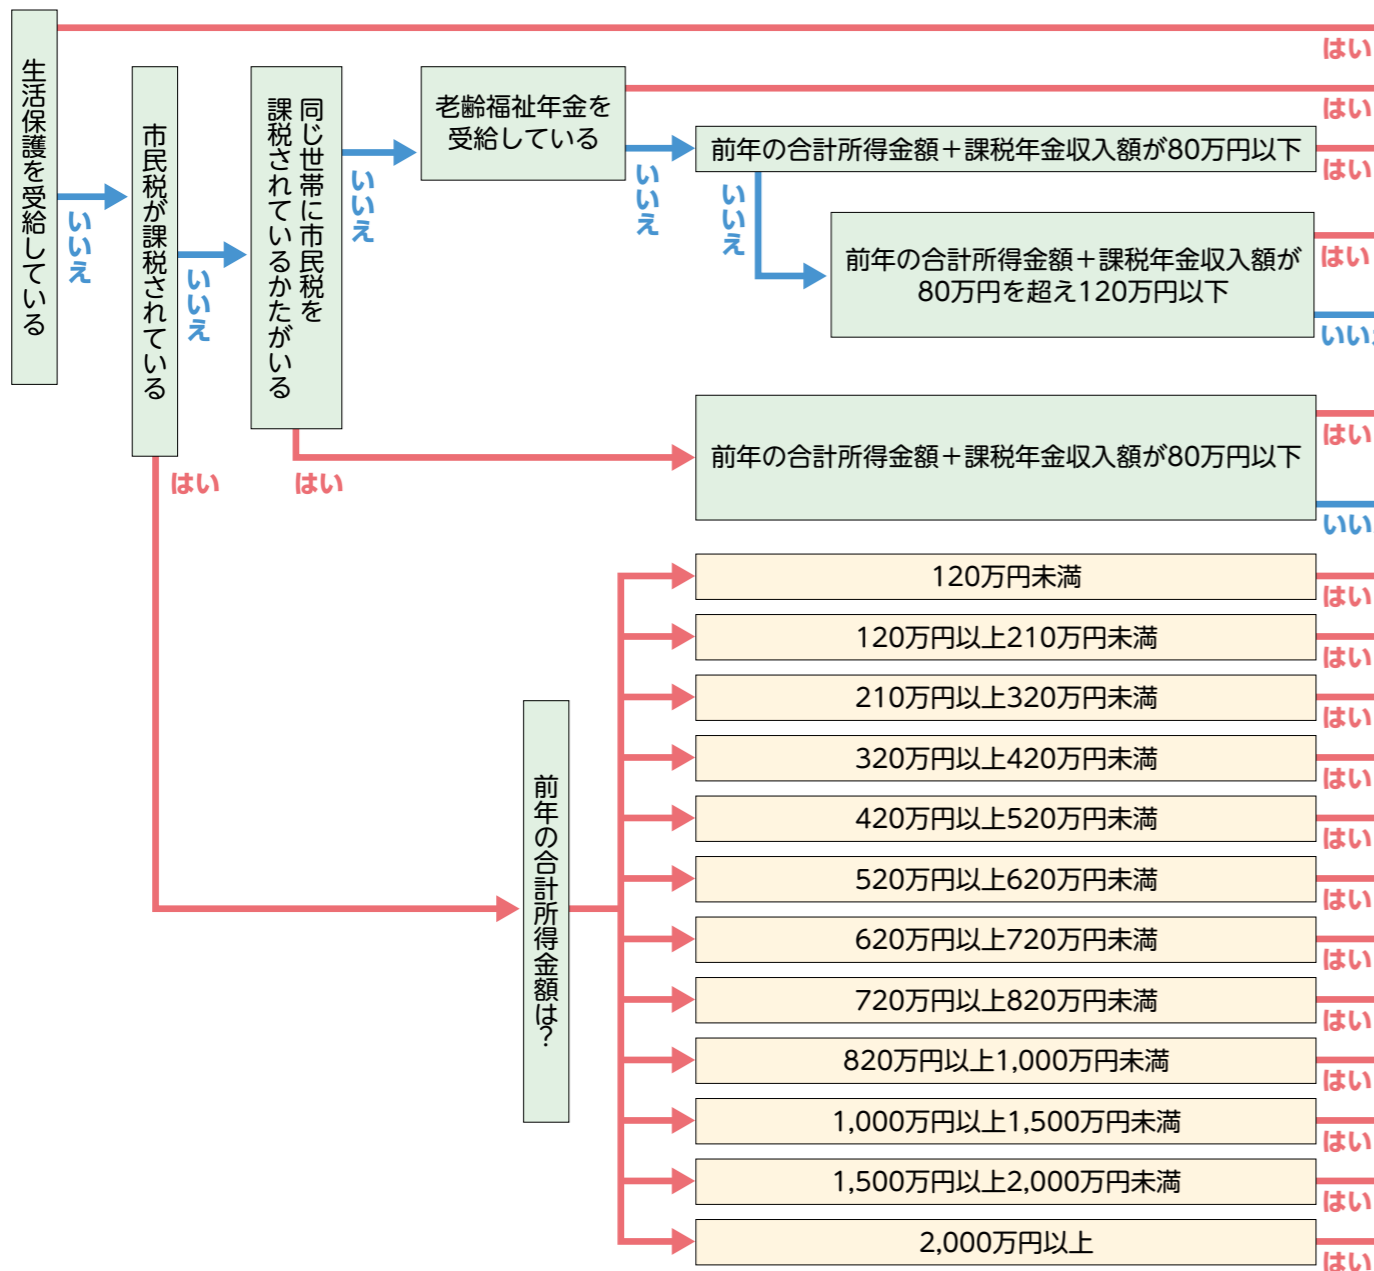 生活保護を受給している
はい
いいえ
市民税が課税されている
いいえ
はい
同じ世帯に市民税を
課税されているかたがいる
いいえ
はい
老齢福祉年金を
受給している
はい
いいえ
前年の合計所得金額＋課税年金収入額が80万円以下
はい
いいえ
前年の合計所得金額＋課税年金収入額が
80万円を超え120万円以下
はい
いいえ
前年の合計所得金額＋課税年金収入額が80万円以下
はい
いい
前年の合計所得金額は？
120万円未満
はい
120万円以上210万円未満
はい
210万円以上320万円未満
はい
320万円以上420万円未満
はい
420万円以上520万円未満
はい
520万円以上620万円未満
はい
620万円以上720万円未満
はい
720万円以上820万円未満
はい
820万円以上1,000万円未満
はい
1,000万円以上1,500万円未満
はい
1,500万円以上2,000万円未満
はい
2,000万円以上
はい